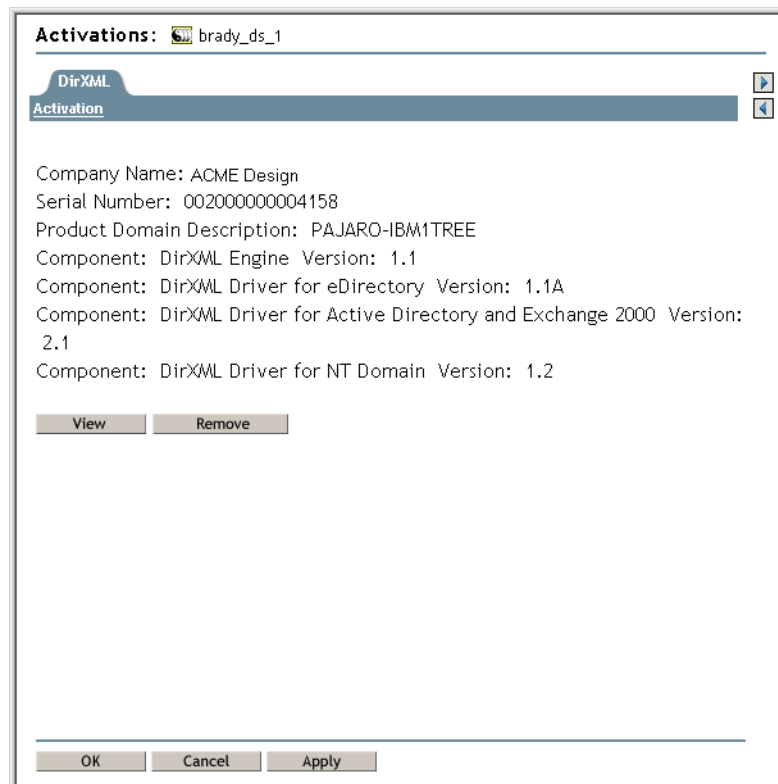 Activations: brady_ds_1
DirXML
Activation
Company Name: ACME Design
Serial Number: 002000000004158
Product Domain Description: PAJARO-IBM1TREE
Component: DirXML Engine Version: 1.1
Component: DirXML Driver for eDirectory Version: 1.1A
Component: DirXML Driver for Active Directory and Exchange 2000 Version:
2.1
Component: DirXML Driver for NT Domain Version: 1.2
View Remove
OK Cancel Apply